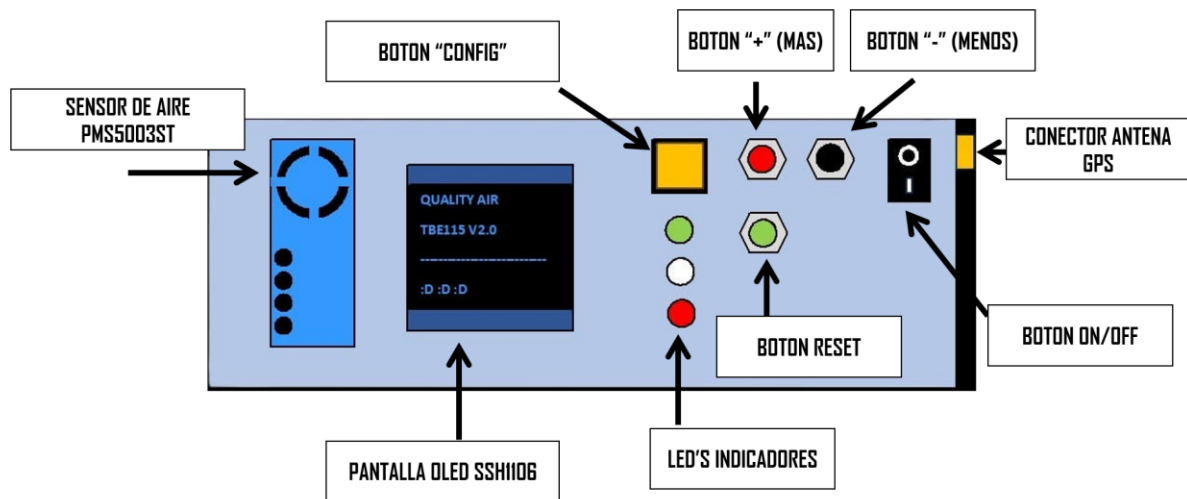 BOTON “CONFIG”
BOTON “+” (MAS)
BOTON “-” (MENOS)
SENSOR DE AIRE
PMS5003ST
CONECTOR ANTENA
GPS
QUALITY AIR
TBE115 V2.0
------------------------------
:D :D :D
BOTON RESET
BOTON ON/OFF
PANTALLA OLED SSH1106
LED'S INDICADORES